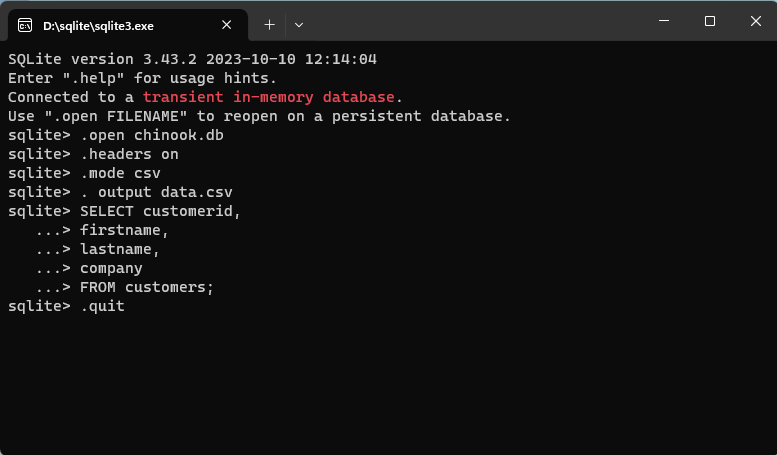 D:\sqlite\sqlite3.exe
SQLite version 3.43.2 2023-10-10 12:14:04
Enter ".help" for usage hints.
Connected to a transient in-memory database.
Use ".open FILENAME" to reopen on a persistent database.
sqlite> .open chinook.db
sqlite> .headers on
sqlite> .mode csv
sqlite> . output data.csv
sqlite> SELECT customerid,
   ...> firstname,
   ...> lastname,
   ...> company
   ...> FROM customers;
sqlite> .quit